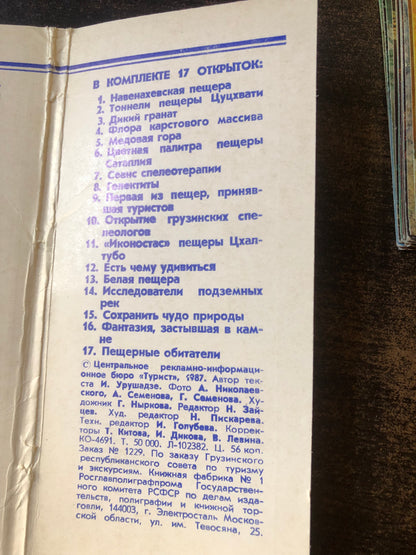 В КОМПЛЕКТЕ 17 ОТКРЫТОК:
1. Навенахевская пещера
2. Тоннели пещеры Цуцхвати
3. Дикий гранат
4. Флора карстового массива
5. Медовая гора
6. Цветная палитра пещеры
Сатаплия
7. Сеанс спелеотерапии
8. Геликтиты
9. Первая из пещер, приняв-
шая туристов
10. Открытие грузинских спе-
леологов
11. «Иконостас» пещеры Цхал-
тубо
12. Есть чему удивиться
13. Белая пещера
14. Исследователи подземных
рек
15. Сохранить чудо природы
16. Фантазия, застывшая в кам-
не
17. Пещерные обитатели
© Центральное рекламно-информаци-
онное бюро «Турист», 1987. Автор тек-
ста И. Урушадзе. Фото А. Николаев-
ского, А. Семенова, Г. Семенова. Ху-
дожник Г. Ныркова. Редактор Н. Зай-
цев. Худ. редактор Н. Пискарева.
Техн. редактор И. Голубева. Коррек-
торы Т. Китова, И. Дикова, В. Левина.
КО-4691. Т. 50 000. Л-102382. Ц. 56 коп.
Заказ № 1229. По заказу Грузинского
республиканского совета по туризму
и экскурсиям. Книжная фабрика № 1
Росглавполиграфпрома Государствен-
ного комитета РСФСР по делам изда-
тельств, полиграфии и книжной тор-
говли, 144003, г. Электросталь Москов-
ской области, ул. им. Тевосяна, 25.